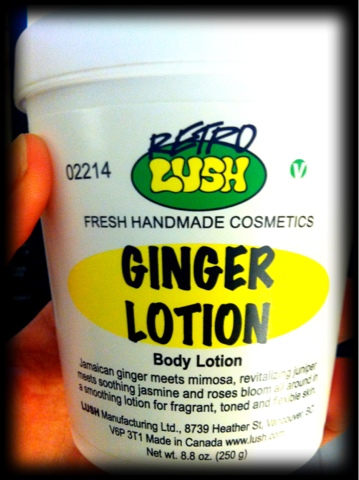 RETRO
LUSH
02214
V
FRESH HANDMADE COSMETICS
GINGER
LOTION
Body Lotion
Jamaican ginger meets mimosa, revitalizing juniper
meets soothing jasmine and roses bloom all around in
a smoothing lotion for fragrant, toned and flexible skin.
LUSH Manufacturing Ltd., 8739 Heather St, Vancouver, BC
V6P 3T1 Made in Canada www.lush.com
Net wt. 8.8 oz. (250 g)